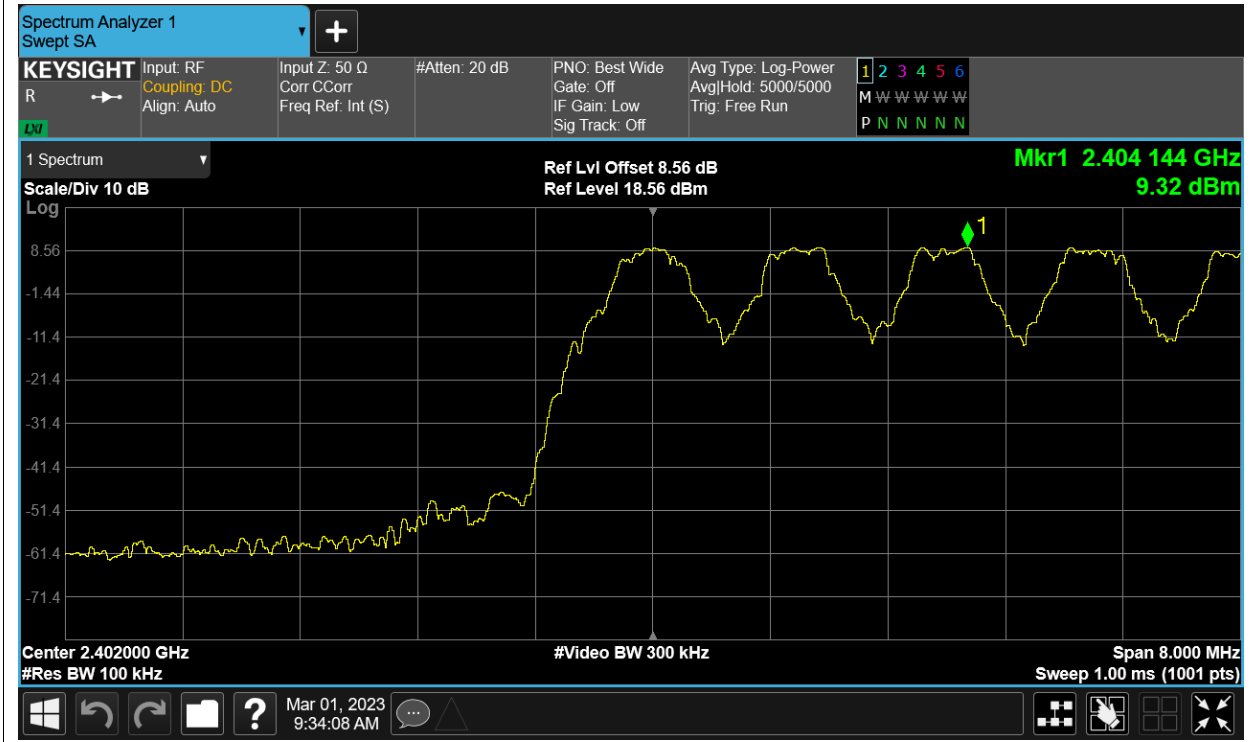 Spectrum Analyzer 1
Swept SA
+
KEYSIGHT
R
LXI
Input: RF
Coupling: DC
Align: Auto
Input Z: 50 Ω
Corr CCorr
Freq Ref: Int (S)
#Atten: 20 dB
PNO: Best Wide
Gate: Off
IF Gain: Low
Sig Track: Off
Avg Type: Log-Power
Avg|Hold: 5000/5000
Trig: Free Run
1 2 3 4 5 6
M W W W W W W
P N N N N N N
1 Spectrum
Scale/Div 10 dB
Log
Ref Lvl Offset 8.56 dB
Ref Level 18.56 dBm
Mkr1 2.404 144 GHz
9.32 dBm
1
8.56
-1.44
-11.4
-21.4
-31.4
-41.4
-51.4
-61.4
-71.4
Center 2.402000 GHz
#Res BW 100 kHz
#Video BW 300 kHz
Span 8.000 MHz
Sweep 1.00 ms (1001 pts)
?
Mar 01, 2023
9:34:08 AM